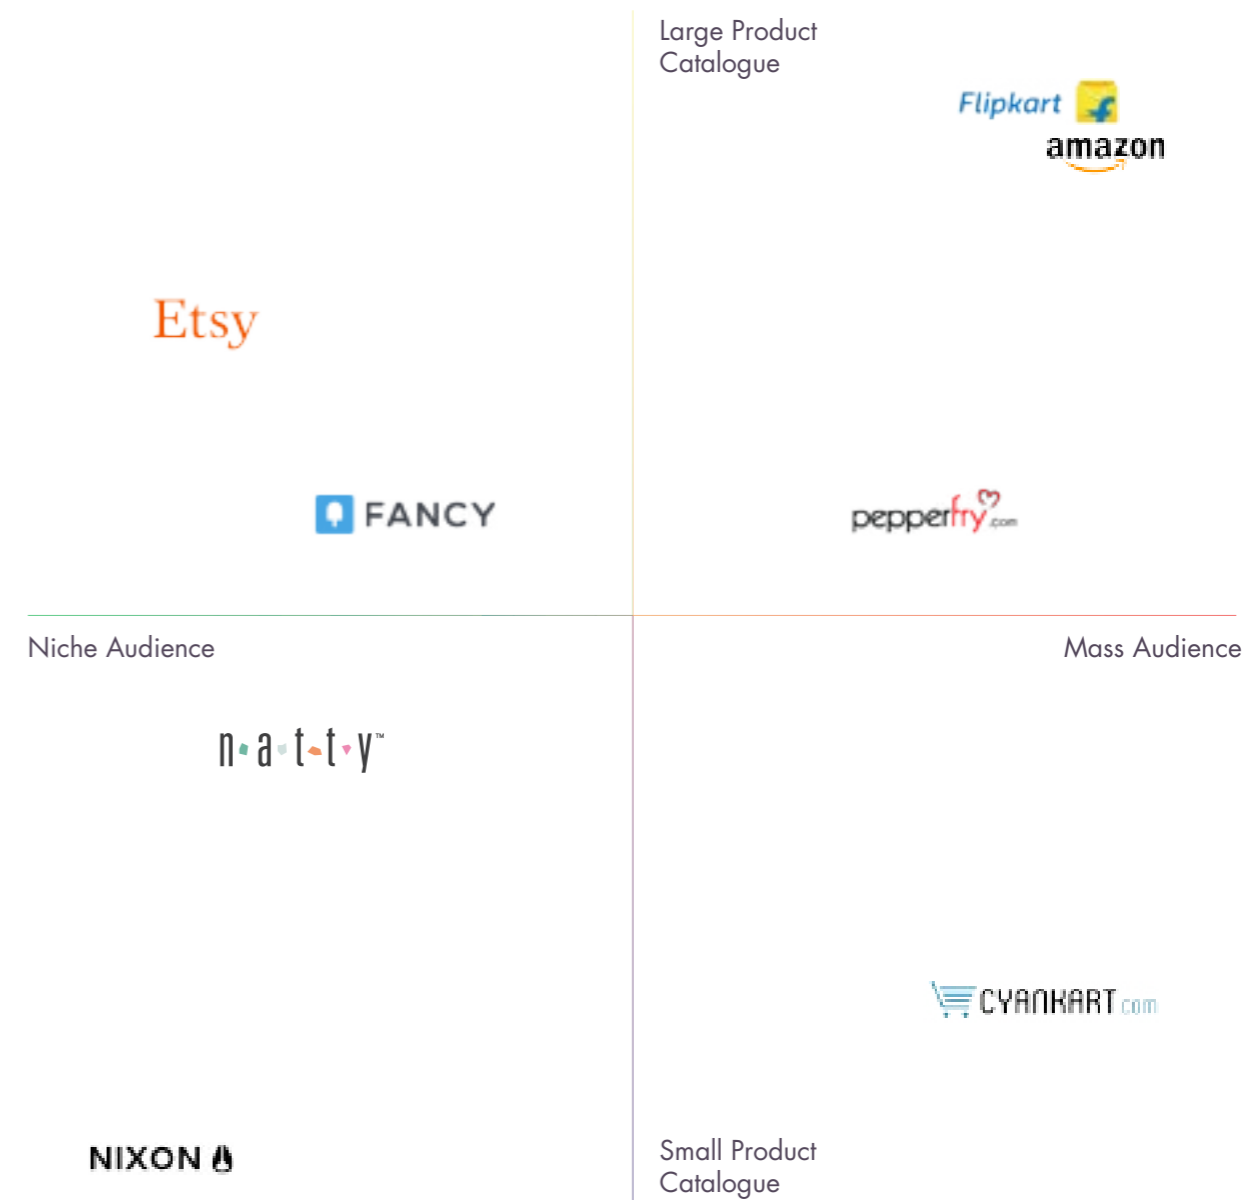 Large Product
Catalogue
Flipkart
amazon
Etsy
FANCY
pepperfry.com
Niche Audience
Mass Audience
n·a·t·t·y™
CYANKART.com
NIXON
Small Product
Catalogue